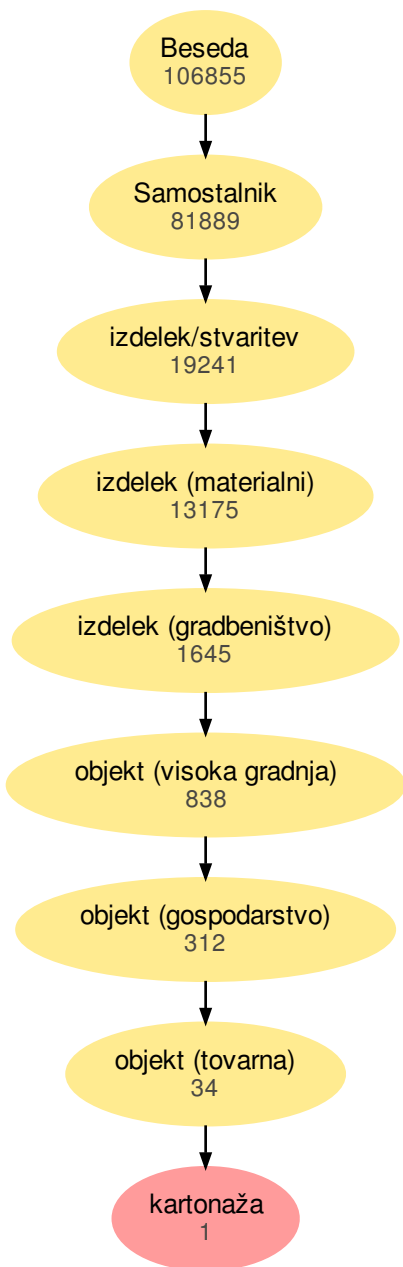 Beseda
106855
Samostalnik
81889
izdelek/stvaritev
19241
izdelek (materialni)
13175
izdelek (gradbeništvo)
1645
objekt (visoka gradnja)
838
objekt (gospodarstvo)
312
objekt (tovarna)
34
kartonaža
1